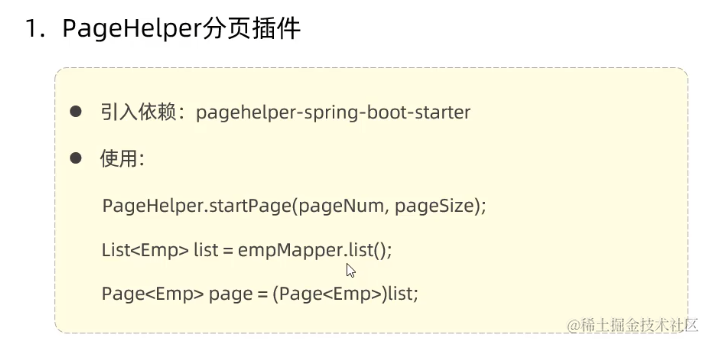 1. PageHelper分页插件
● 引入依赖：pagehelper-spring-boot-starter
● 使用：
PageHelper.startPage(pageNum, pageSize);
List<Emp> list = empMapper.list();
Page<Emp> page = (Page<Emp>)list;
@稀土掘金技术社区